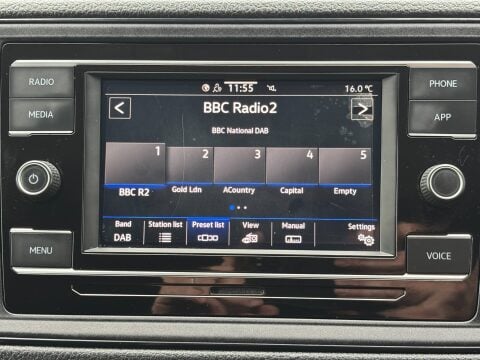 RADIO
MEDIA
MENU
11:55
16.0 °C
<
BBC Radio2
>
BBC National DAB
1 2 3 4 5
BBC R2 Gold Ldn ACountry Capital Empty
Band Station list Preset list View Manual Settings
DAB
PHONE
APP
VOICE